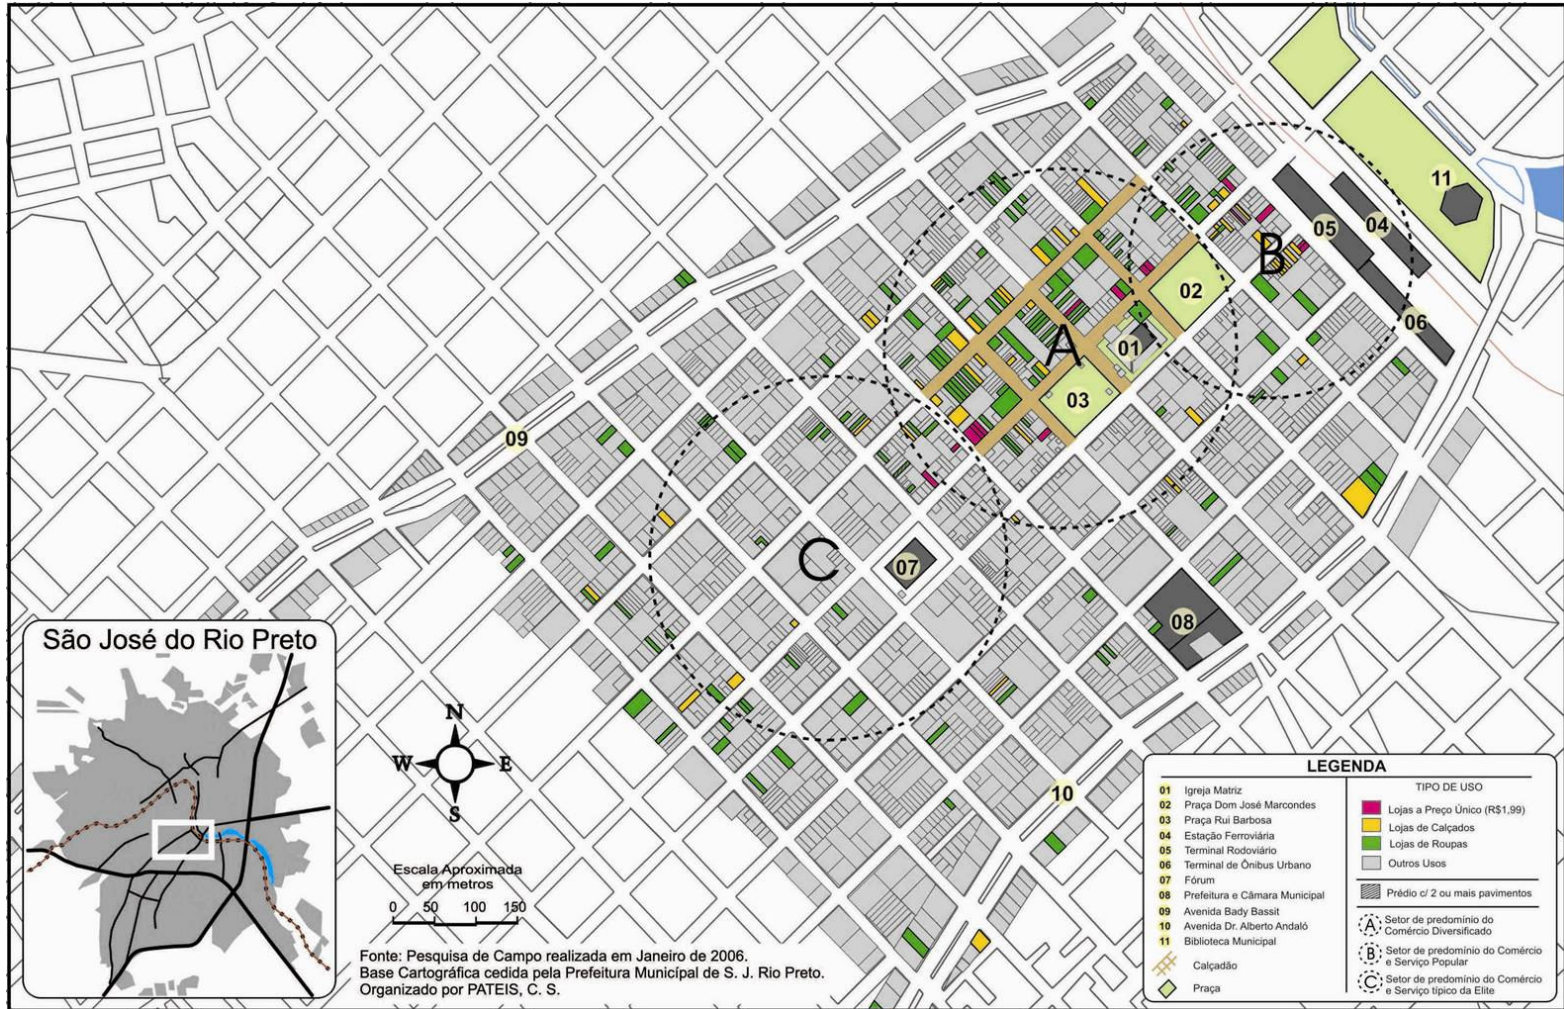 11
05
04
B
02
06
A
01
03
09
C
07
08
10
São José do Rio Preto
N
W
E
S
Escala Aproximada
em metros
0 50 100 150
Fonte: Pesquisa de Campo realizada em Janeiro de 2006.
Base Cartográfica cedida pela Prefeitura Municípal de S. J. Rio Preto.
Organizado por PATEIS, C. S.
LEGENDA
01 Igreja Matriz
02 Praça Dom José Marcondes
03 Praça Rui Barbosa
04 Estação Ferroviária
05 Terminal Rodoviário
06 Terminal de Ônibus Urbano
07 Fórum
08 Prefeitura e Câmara Municipal
09 Avenida Bady Bassit
10 Avenida Dr. Alberto Andaló
11 Biblioteca Municipal
Calçadão
Praça
TIPO DE USO
Lojas a Preço Único (R$1,99)
Lojas de Calçados
Lojas de Roupas
Outros Usos
Prédio c/ 2 ou mais pavimentos
A Setor de predomínio do
Comércio Diversificado
B Setor de predomínio do Comércio
e Serviço Popular
C Setor de predomínio do Comércio
e Serviço típico da Elite